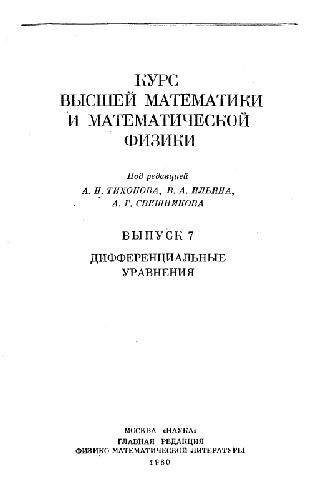 КУРС
ВЫСШЕЙ МАТЕМАТИКИ
И МАТЕМАТИЧЕСКОЙ
ФИЗИКИ
Под редакцией
А. Н. ТИХОНОВА, В. А. ИЛЬИНА,
А. Г. СВЕШНИКОВА
ВЫПУСК 7
ДИФФЕРЕНЦИАЛЬНЫЕ
УРАВНЕНИЯ
МОСКВА «НАУКА»
ГЛАВНАЯ РЕДАКЦИЯ
ФИЗИКО-МАТЕМАТИЧЕСКОЙ ЛИТЕРАТУРЫ
1980